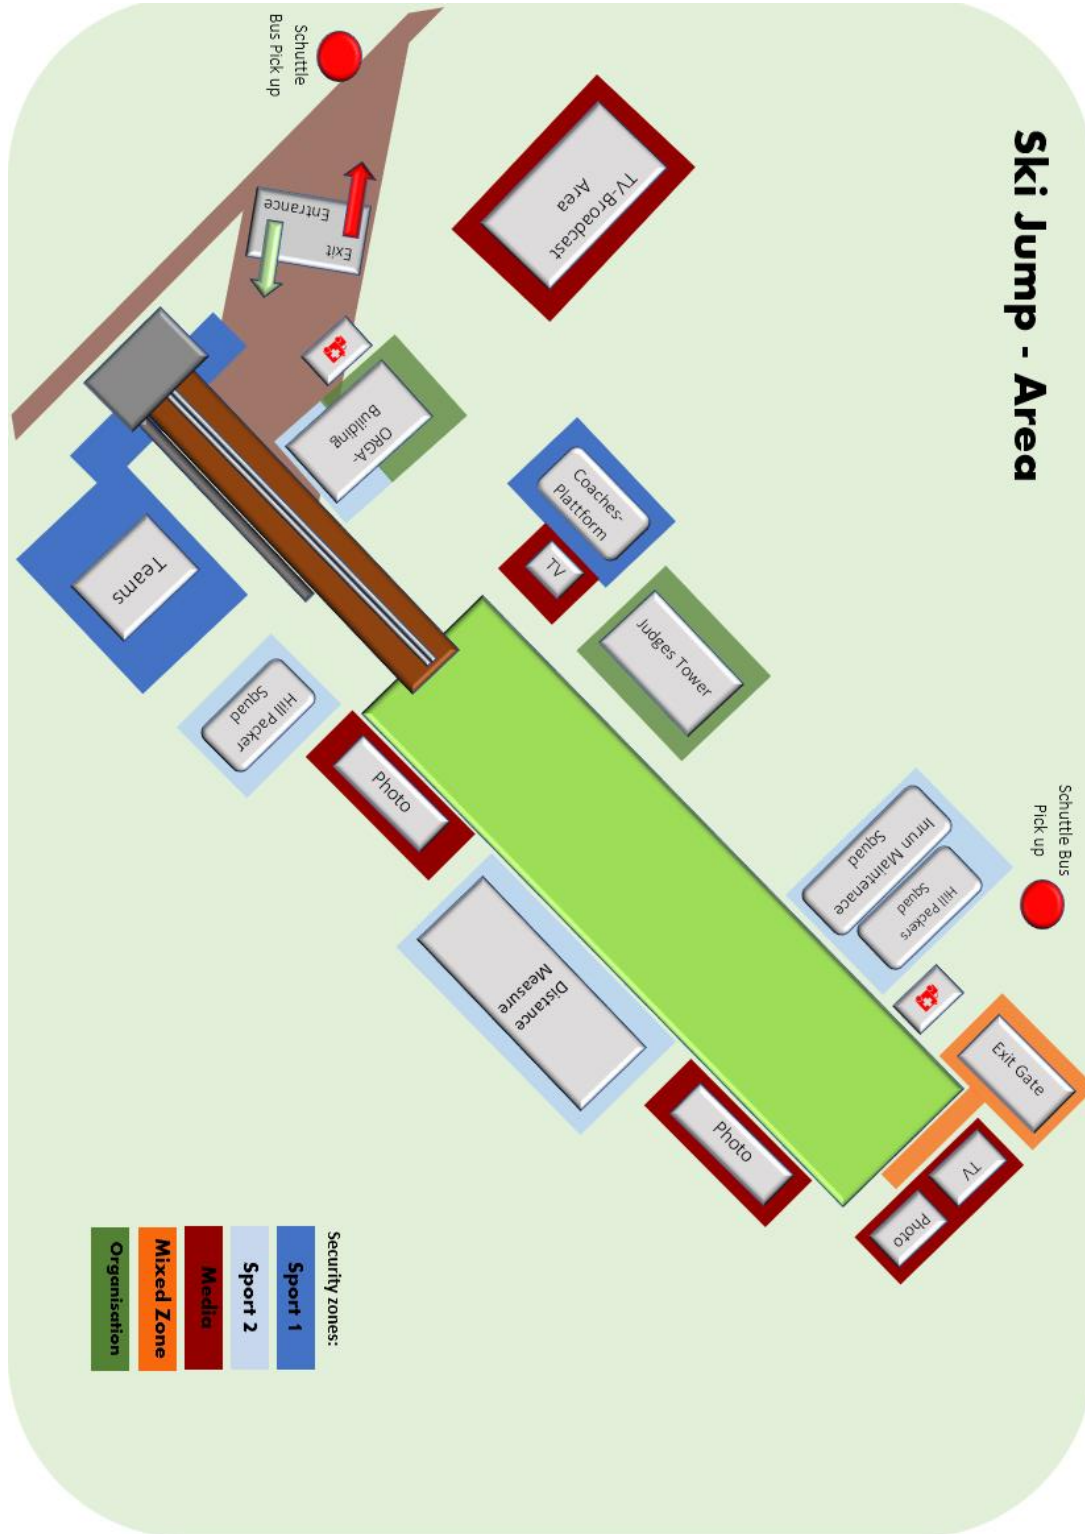 Ski Jump - Area
Schuttle
Bus Pick up
Entrance
Exit
TV-Broadcast
Area
ORGA-
Building
Coaches-
Plattform
TV
Judges Tower
Teams
Hill Packer
Squad
Photo
Distance
Measure
Photo
Schuttle Bus
Pick up
Inrun Maintenace
Squad
Hill Packers
Squad
Exit Gate
TV
Photo
Security zones:
Sport 1
Sport 2
Media
Mixed Zone
Organisation